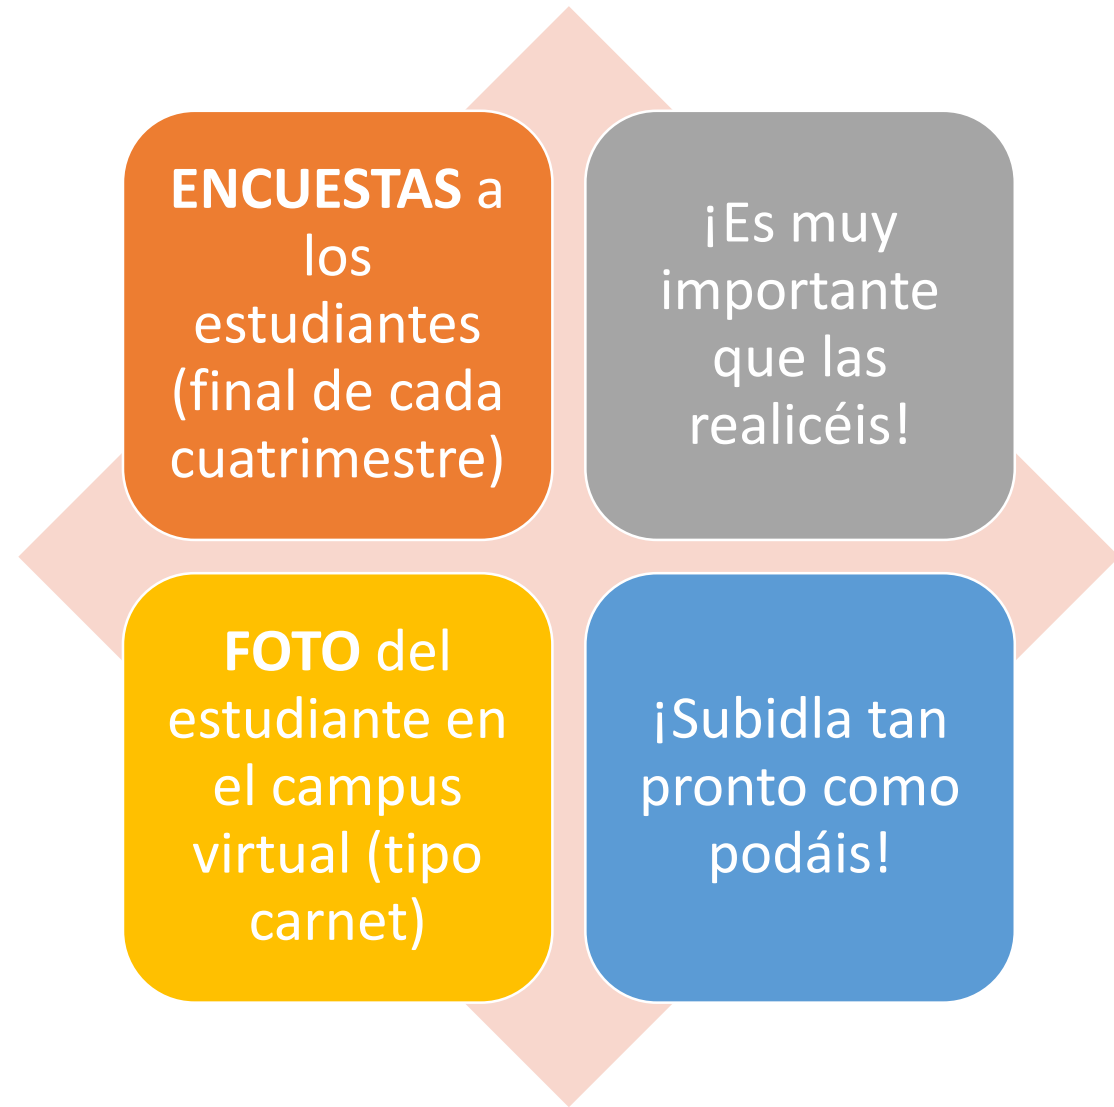 ENCUESTAS a
los
estudiantes
(final de cada
cuatrimestre)
¡Es muy
importante
que las
realicéis!
FOTO del
estudiante en
el campus
virtual (tipo
carnet)
¡Subidla tan
pronto como
podáis!